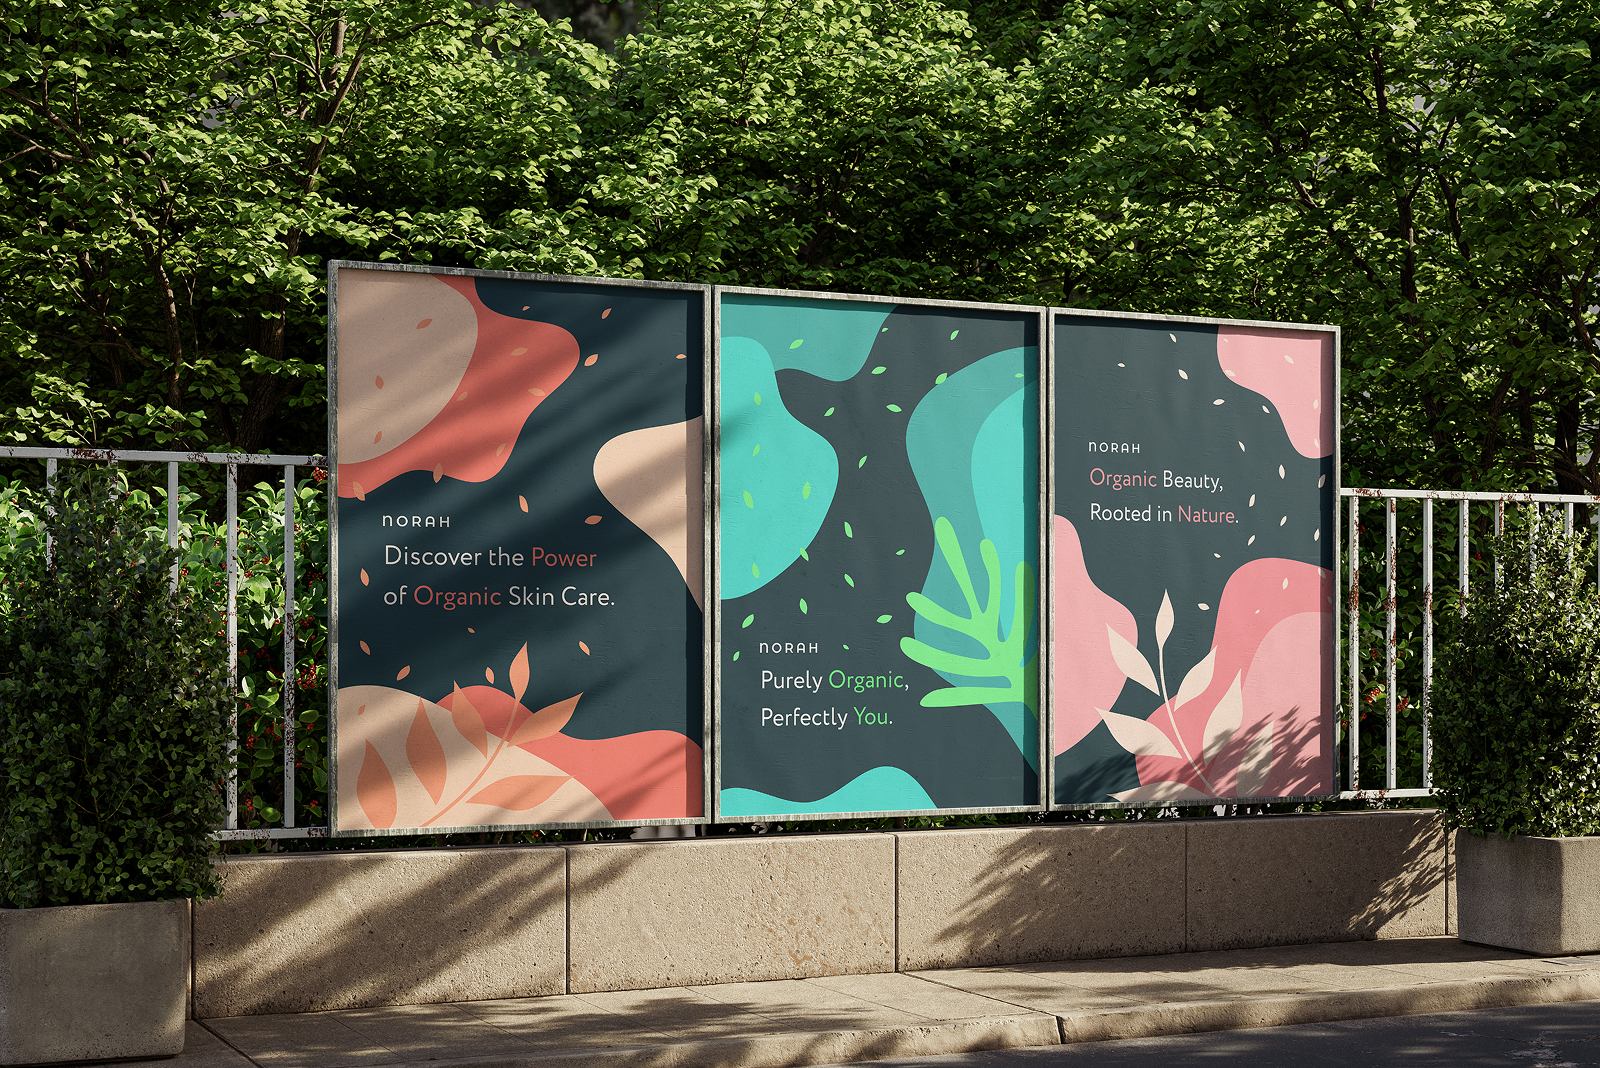 NORAH
Discover the Power
of Organic Skin Care.
NORAH
Purely Organic,
Perfectly You.
NORAH
Organic Beauty,
Rooted in Nature.